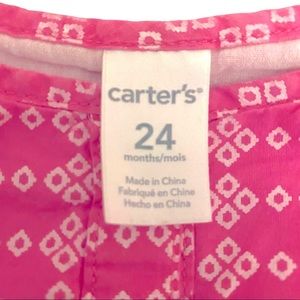 carter's®
24
months/mois
Made in China
Fabriqué en Chine
Hecho en China